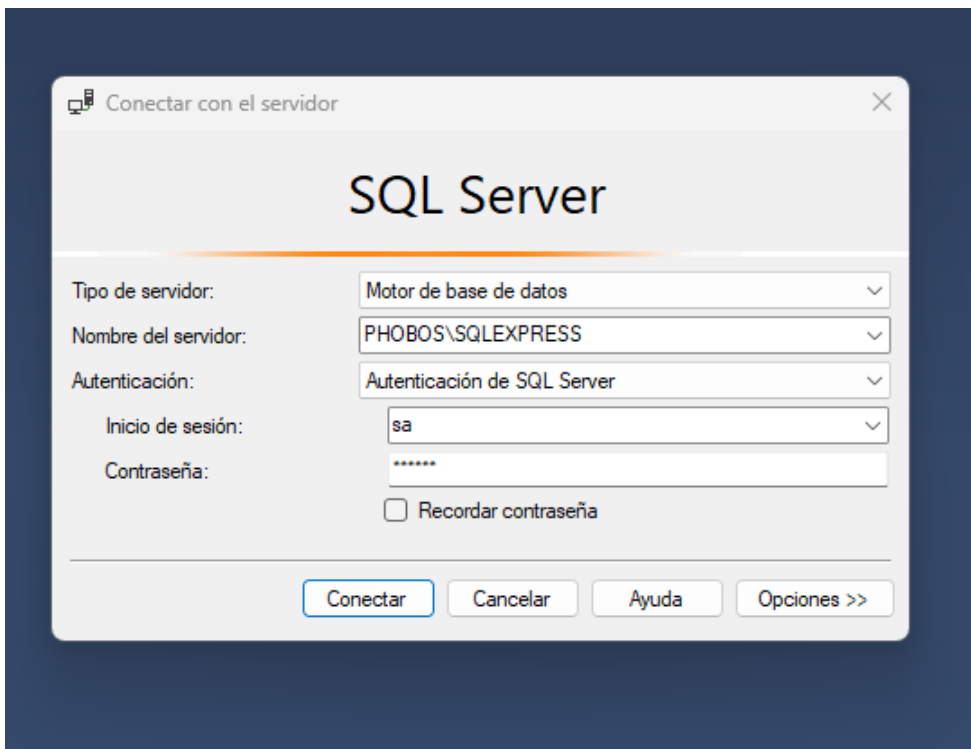 Conectar con el servidor
SQL Server
Tipo de servidor: Motor de base de datos
Nombre del servidor: PHOBOS\SQLEXPRESS
Autenticación: Autenticación de SQL Server
Inicio de sesión: sa
Contraseña: ******
Recordar contraseña
Conectar Cancelar Ayuda Opciones >>